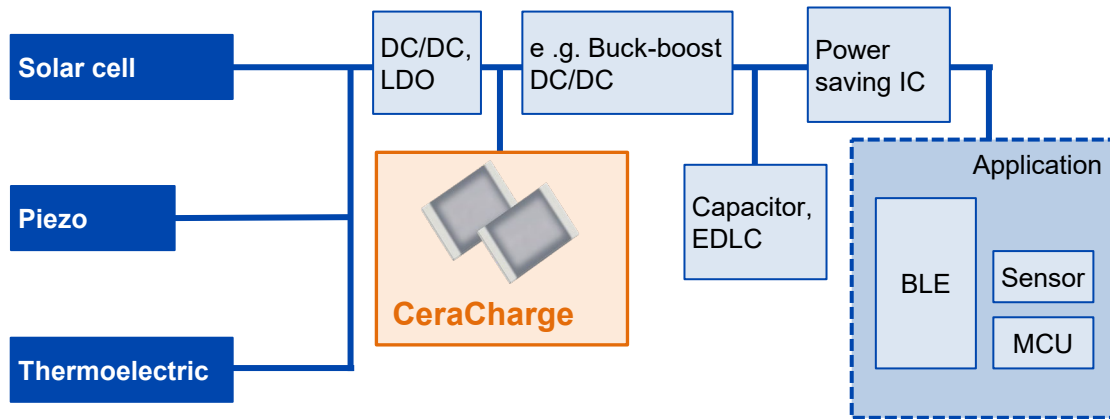 Solar cell
DC/DC,
LDO
e .g. Buck-boost
DC/DC
Power
saving IC
Piezo
CeraCharge
Capacitor,
EDLC
Application
BLE
Sensor
MCU
Thermoelectric